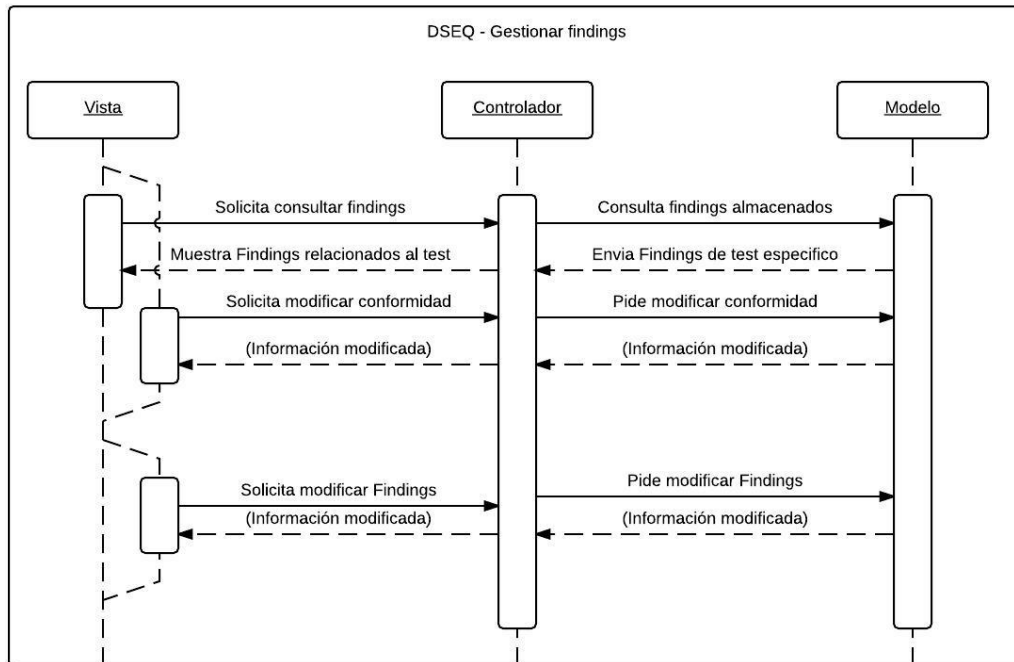 DSEQ - Gestionar findings
Vista
Controlador
Modelo
Solicita consultar findings
Consulta findings almacenados
Muestra Findings relacionados al test
Envia Findings de test especifico
Solicita modificar conformidad
Pide modificar conformidad
(Información modificada)
(Información modificada)
Solicita modificar Findings
Pide modificar Findings
(Información modificada)
(Información modificada)